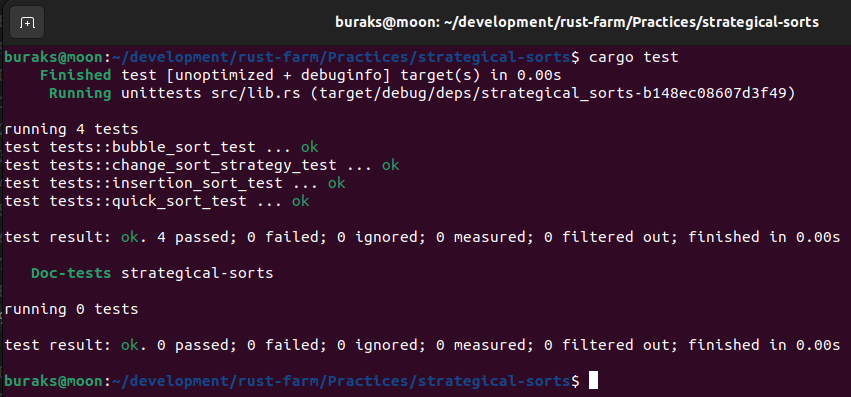 buraks@moon: ~/development/rust-farm/Practices/strategical-sorts
buraks@moon:~/development/rust-farm/Practices/strategical-sorts$ cargo test
    Finished test [unoptimized + debuginfo] target(s) in 0.00s
     Running unittests src/lib.rs (target/debug/deps/strategical_sorts-b148ec08607d3f49)
running 4 tests
test tests::bubble_sort_test ... ok
test tests::change_sort_strategy_test ... ok
test tests::insertion_sort_test ... ok
test tests::quick_sort_test ... ok
test result: ok. 4 passed; 0 failed; 0 ignored; 0 measured; 0 filtered out; finished in 0.00s
   Doc-tests strategical-sorts
running 0 tests
test result: ok. 0 passed; 0 failed; 0 ignored; 0 measured; 0 filtered out; finished in 0.00s
buraks@moon:~/development/rust-farm/Practices/strategical-sorts$